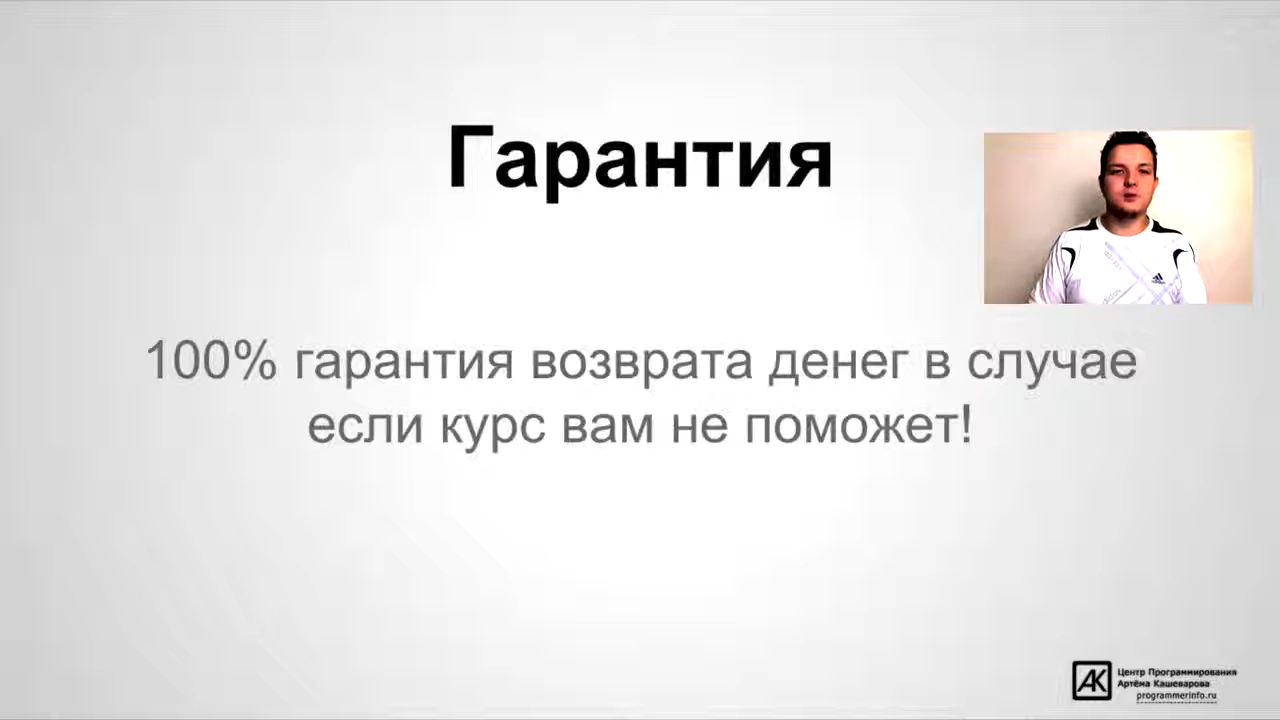 Гарантия
100% гарантия возврата денег в случае
если курс вам не поможет!
АК
Центр Программирования
Артёма Кашеварова
programmerinfo.ru